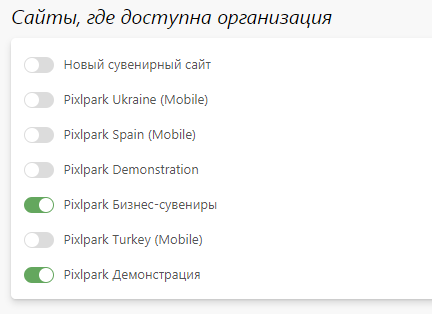 Сайты, где доступна организация
Новый сувенирный сайт
Pixlpark Ukraine (Mobile)
Pixlpark Spain (Mobile)
Pixlpark Demonstration
Pixlpark Бизнес-сувениры
Pixlpark Turkey (Mobile)
Pixlpark Демонстрация